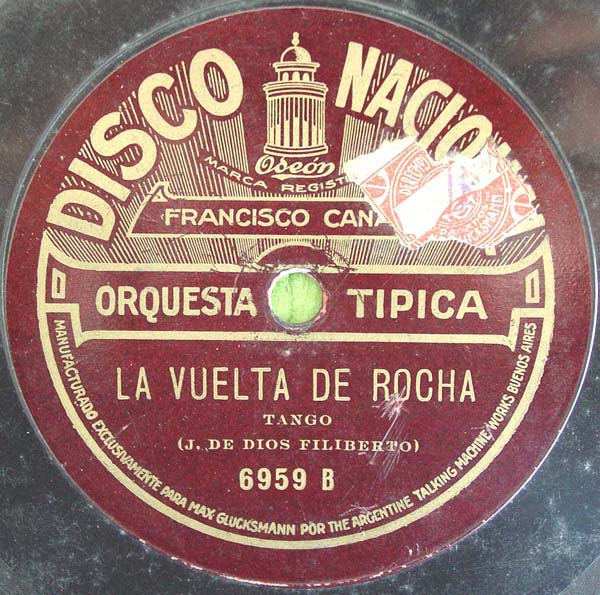 DISCO NACION
Odeón
MARCA REGIST
FRANCISCO CANA
ORQUESTA TIPICA
LA VUELTA DE ROCHA
TANGO
(J. DE DIOS FILIBERTO)
6959 B
MANUFACTURADO EXCLUSIVAMENTE PARA MAX GLUCKSMANN POR THE ARGENTINE TALKING MACHINE WORKS BUENOS AIRES